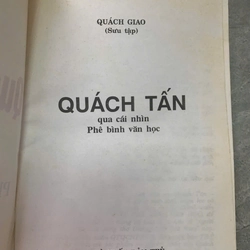 QUÁCH GIAO
(Sưu tập)
QUÁCH TẤN
qua cái nhìn
Phê bình văn học